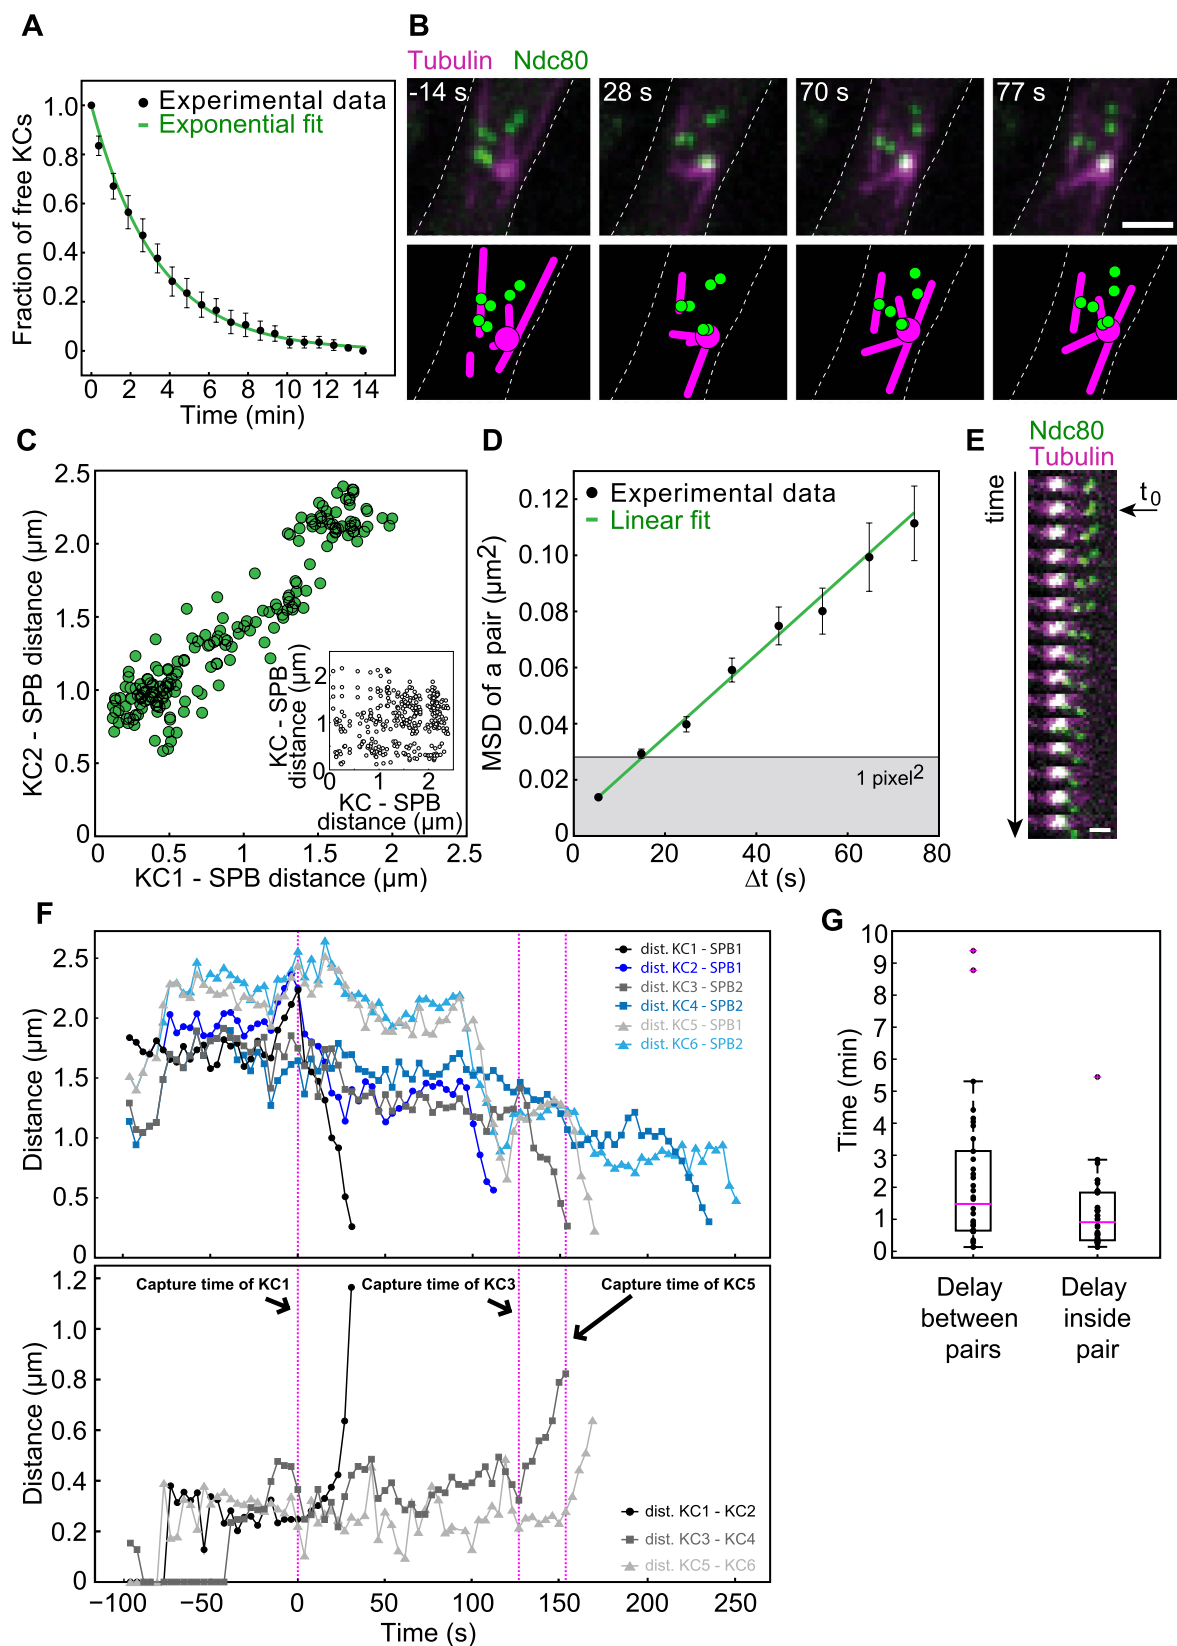 A
Experimental data
Exponential fit
Fraction of free KCs
1.0
0.8
0.6
0.4
0.2
0
0 2 4 6 8 10 12 14
Time (min)
B
Tubulin Ndc80
-14 s 28 s 70 s 77 s
C
KC2 - SPB distance (µm)
2.5
2.0
1.5
1.0
0.5
0
0 0.5 1 1.5 2 2.5
KC1 - SPB distance (µm)
KC - SPB
distance (µm)
2
1
0
0 1 2
KC - SPB
distance (µm)
D
Experimental data
Linear fit
MSD of a pair (µm2)
0.12
0.10
0.08
0.06
0.04
0.02
0
1 pixel2
0 20 40 60 80
Δt (s)
E
Ndc80
Tubulin
time
t0
F
Distance (µm)
2.5
2.0
1.5
1.0
0.5
0
dist. KC1 - SPB1
dist. KC2 - SPB1
dist. KC3 - SPB2
dist. KC4 - SPB2
dist. KC5 - SPB1
dist. KC6 - SPB2
Distance (µm)
1.2
1.0
0.8
0.6
0.4
0.2
0
Capture time of KC1
Capture time of KC3
Capture time of KC5
dist. KC1 - KC2
dist. KC3 - KC4
dist. KC5 - KC6
−100 −50 0 50 100 150 200 250
Time (s)
G
Time (min)
10
9
8
7
6
5
4
3
2
1
0
Delay
between
pairs
Delay
inside
pair